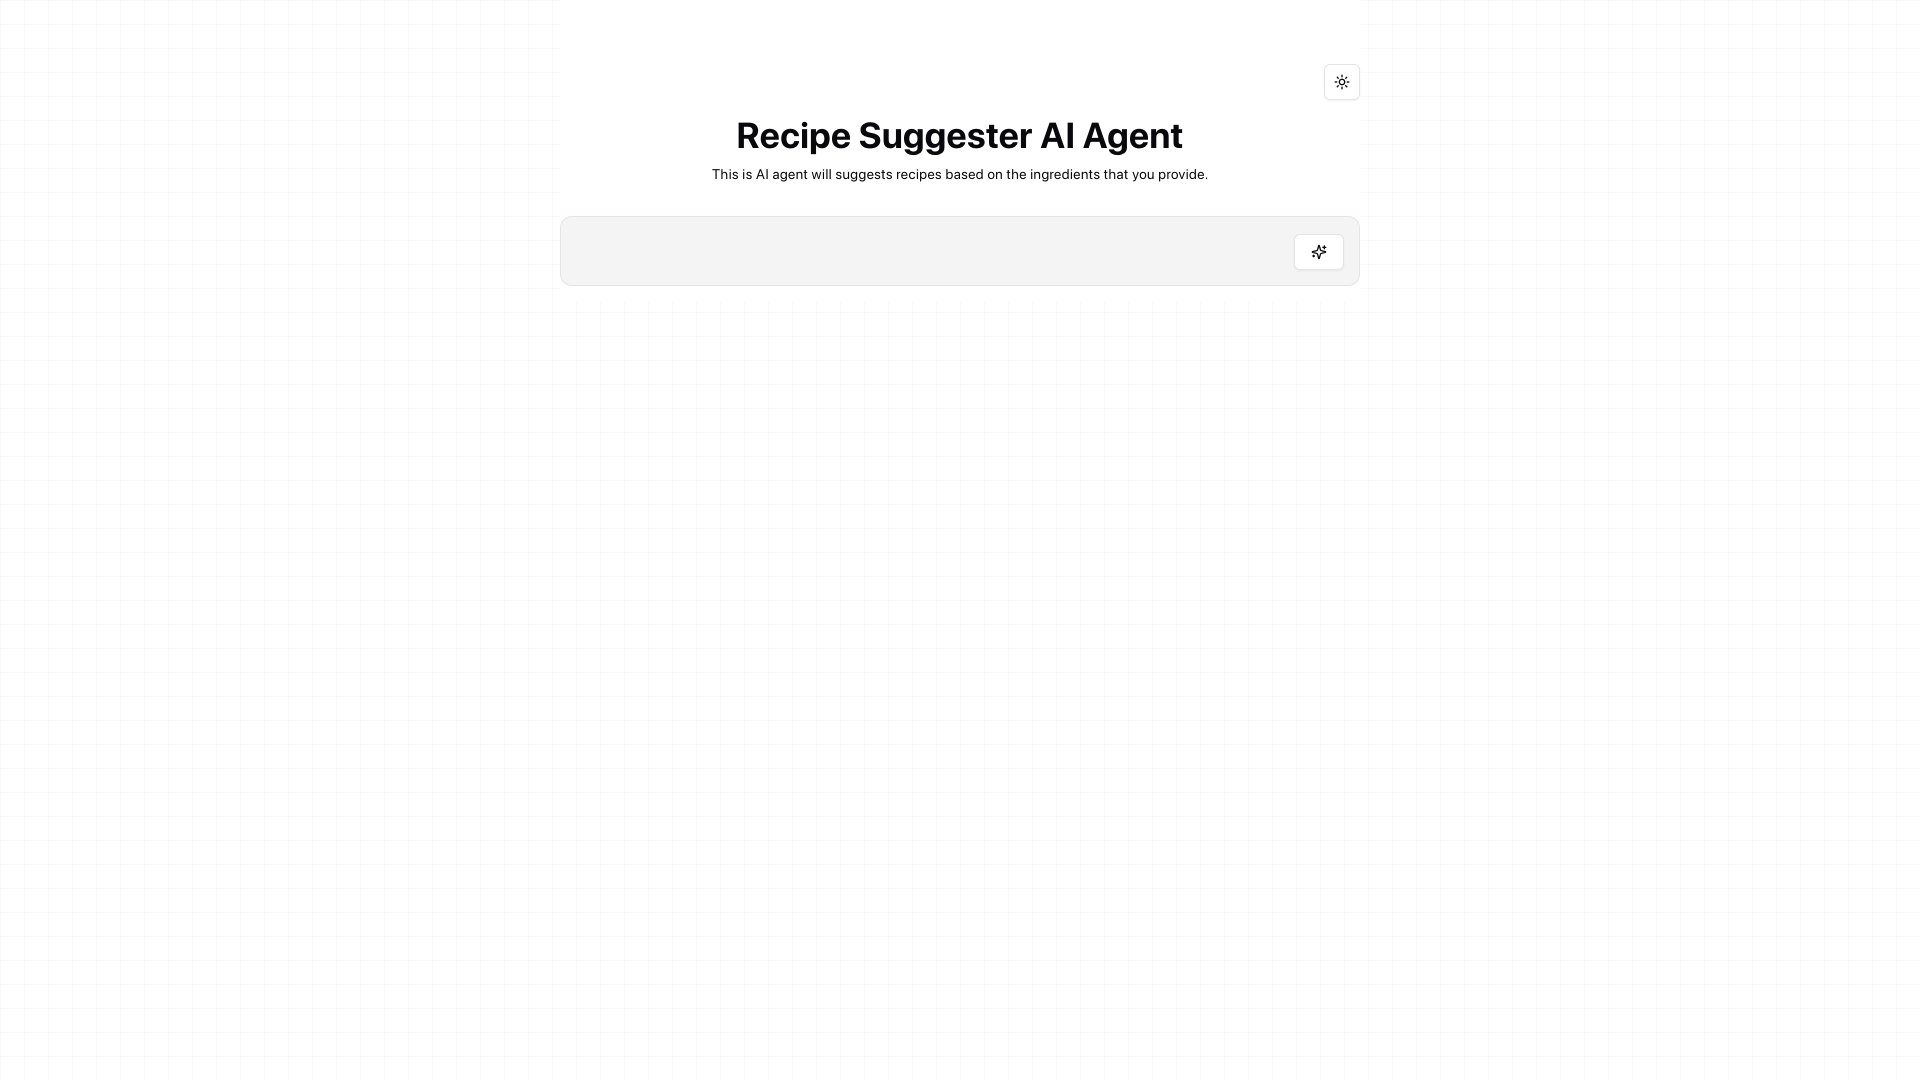 Recipe Suggester AI Agent
This is AI agent will suggests recipes based on the ingredients that you provide.